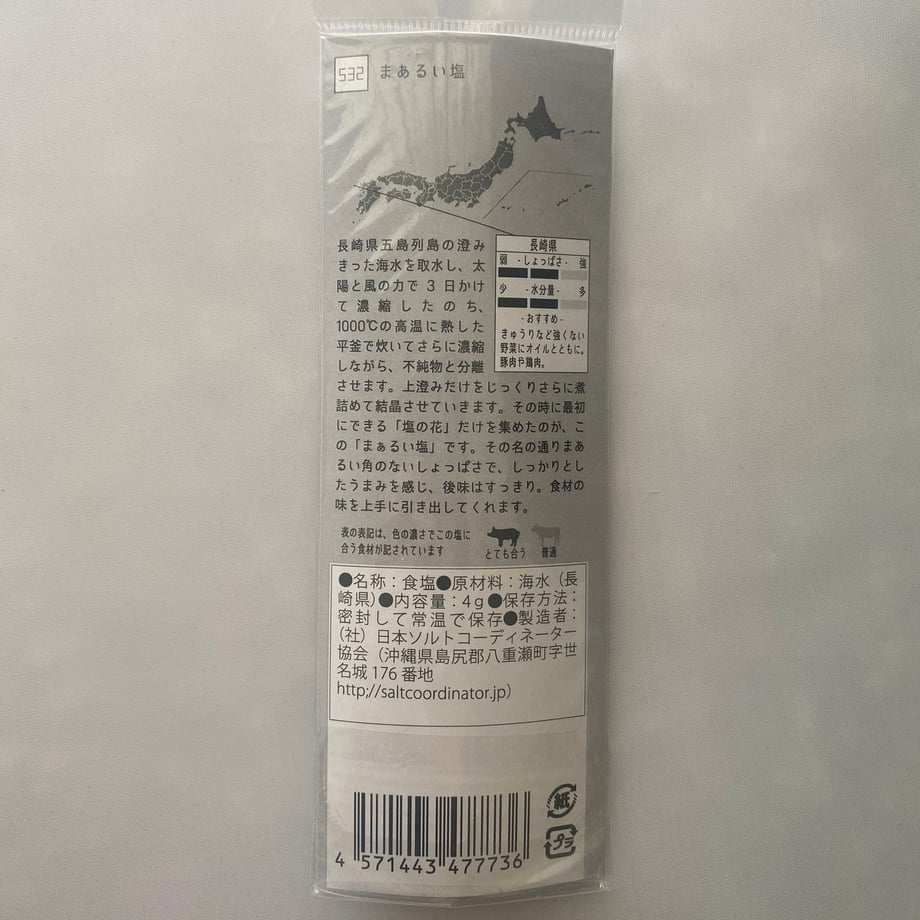 532 まあるい塩
長崎県五島列島の澄み
きった海水を取水し、太
陽と風の力で3日かけ
て濃縮したのち、
1000℃の高温に熱した
平釜で炊いてさらに濃縮
しながら、不純物と分離
させます。上澄みだけをじっくりさらに煮
詰めて結晶させていきます。その時に最初
にできる「塩の花」だけを集めたのが、こ
の「まぁるい塩」です。その名の通りまあ
るい角のないしょっぱさで、しっかりとし
たうまみを感じ、後味はすっきり。食材の
味を上手に引き出してくれます。
長崎県
弱 -しょっぱさ- 強
少 -水分量- 多
-おすすめ-
きゅうりなど強くない
野菜にオイルとともに。
豚肉や鶏肉。
表の表記は、色の濃さでこの塩に
合う食材が記されています
とても合う 普通
●名称：食塩●原材料：海水（長
崎県）●内容量：4g●保存方法：
密封して常温で保存●製造者：
（社）日本ソルトコーディネーター
協会（沖縄県島尻郡八重瀬町字世
名城 176 番地
http;//saltcoordinator.jp）
紙
プラ
4 571443 477736